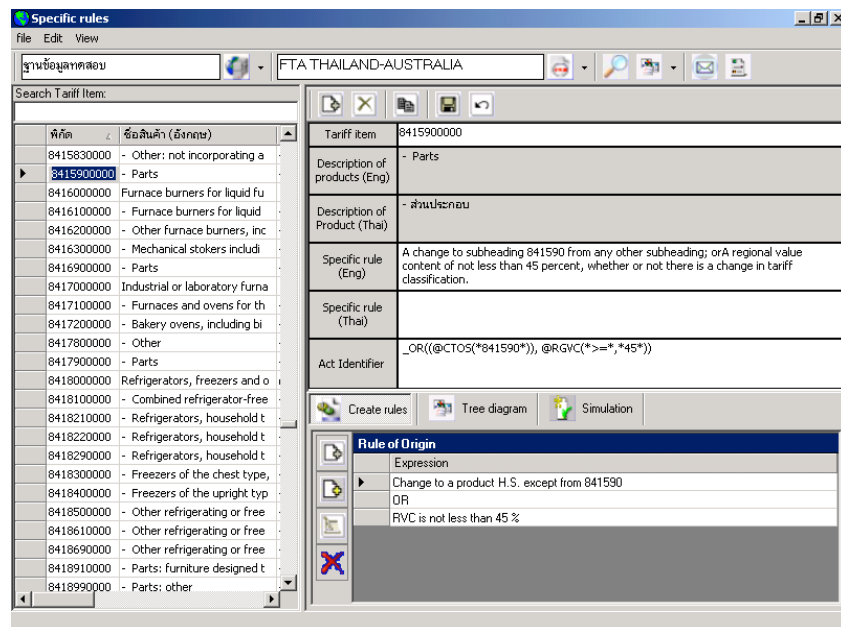 Specific rules
File Edit View
ฐานข้อมูลทดสอบ FTA THAILAND-AUSTRALIA
Search Tariff Item:
พิกัด ชื่อสินค้า (อังกฤษ)
8415830000 - Other: not incorporating a
8415900000 - Parts
8416000000 Furnace burners for liquid fu
8416100000 - Furnace burners for liquid
8416200000 - Other furnace burners, inc
8416300000 - Mechanical stokers includi
8416900000 - Parts
8417000000 Industrial or laboratory furna
8417100000 - Furnaces and ovens for th
8417200000 - Bakery ovens, including bi
8417800000 - Other
8417900000 - Parts
8418000000 Refrigerators, freezers and o
8418100000 - Combined refrigerator-free
8418210000 - Refrigerators, household t
8418220000 - Refrigerators, household t
8418290000 - Refrigerators, household t
8418300000 - Freezers of the chest type,
8418400000 - Freezers of the upright typ
8418500000 - Other refrigerating or free
8418610000 - Other refrigerating or free
8418690000 - Other refrigerating or free
8418910000 - Parts: furniture designed t
8418990000 - Parts: other
Tariff item 8415900000
Description of
products (Eng)
- Parts
Description of
Product (Thai)
- ส่วนประกอบ
Specific rule
(Eng)
A change to subheading 841590 from any other subheading; orA regional value
content of not less than 45 percent, whether or not there is a change in tariff
classification.
Specific rule
(Thai)
Act Identifier
_OR((@CTOS(*841590*)), @RGVC(*>=*,*45*))
Create rules Tree diagram Simulation
Rule of Origin
Expression
Change to a product H.S. except from 841590
OR
RVC is not less than 45 %